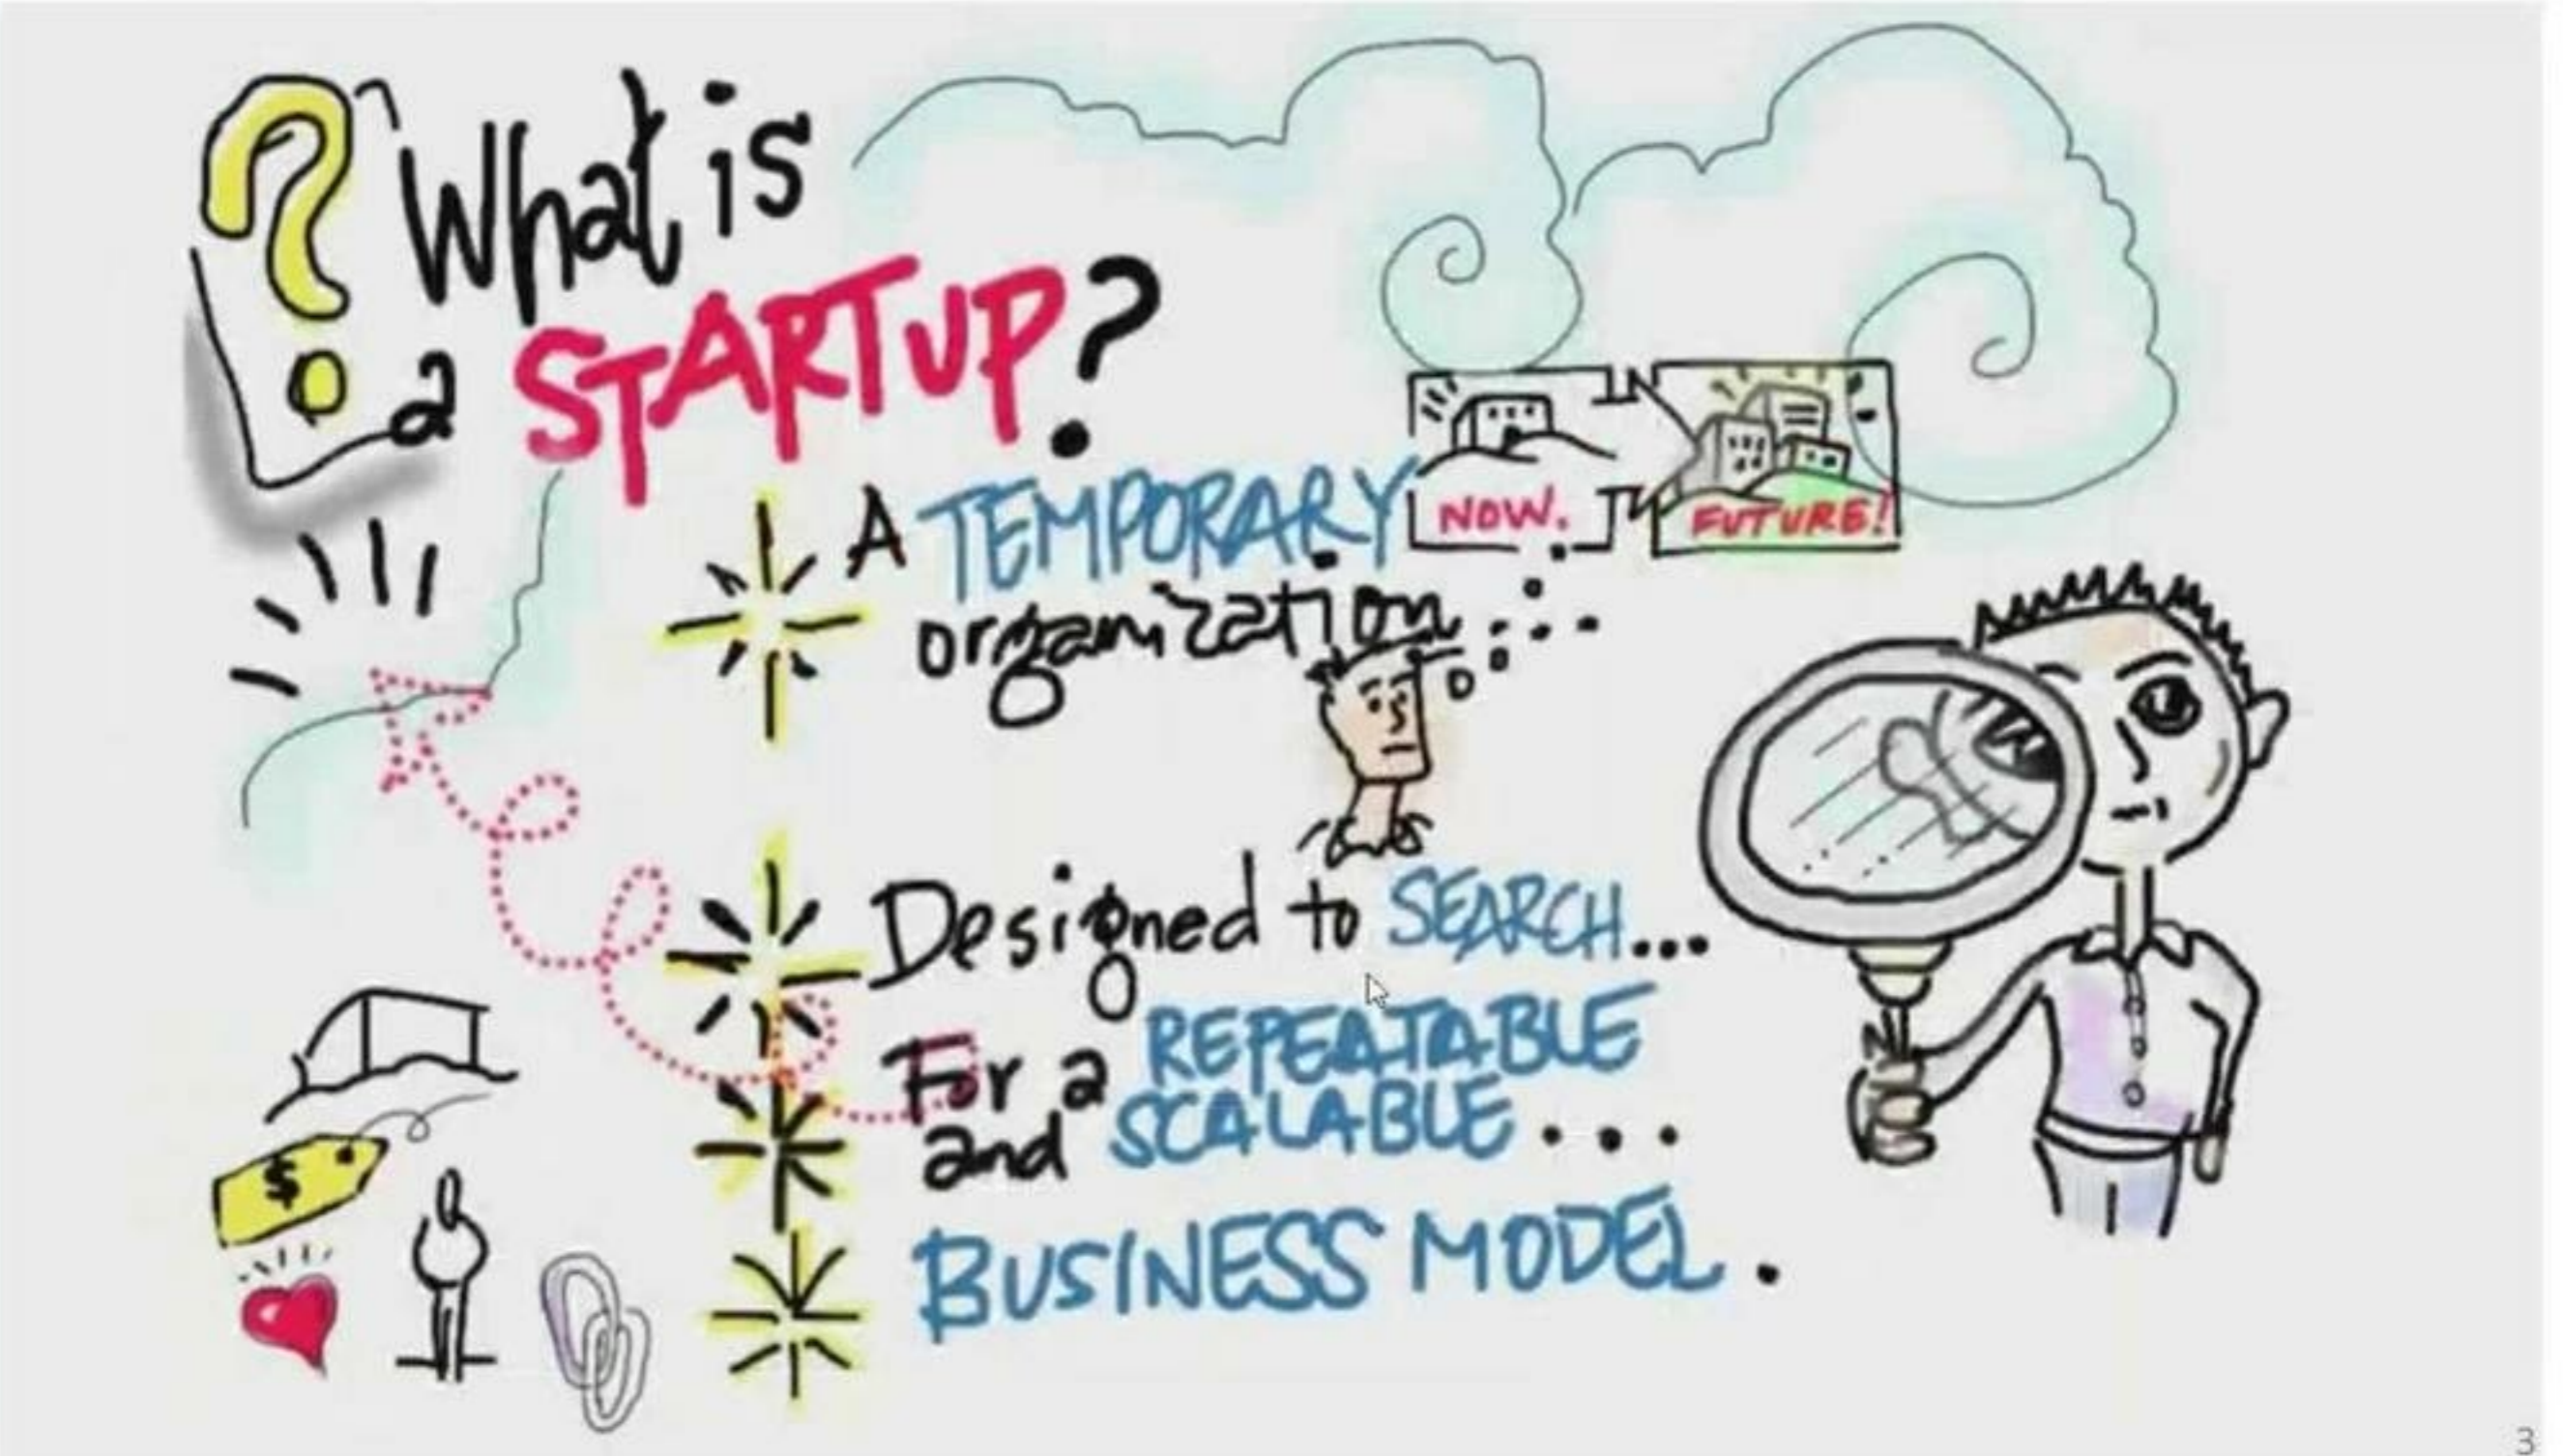 What is
a STARTUP?
A TEMPORARY
NOW.
FUTURE!
organization
Designed to SEARCH...
For a REPEATABLE
and SCALABLE...
BUSINESS MODEL.
$
3